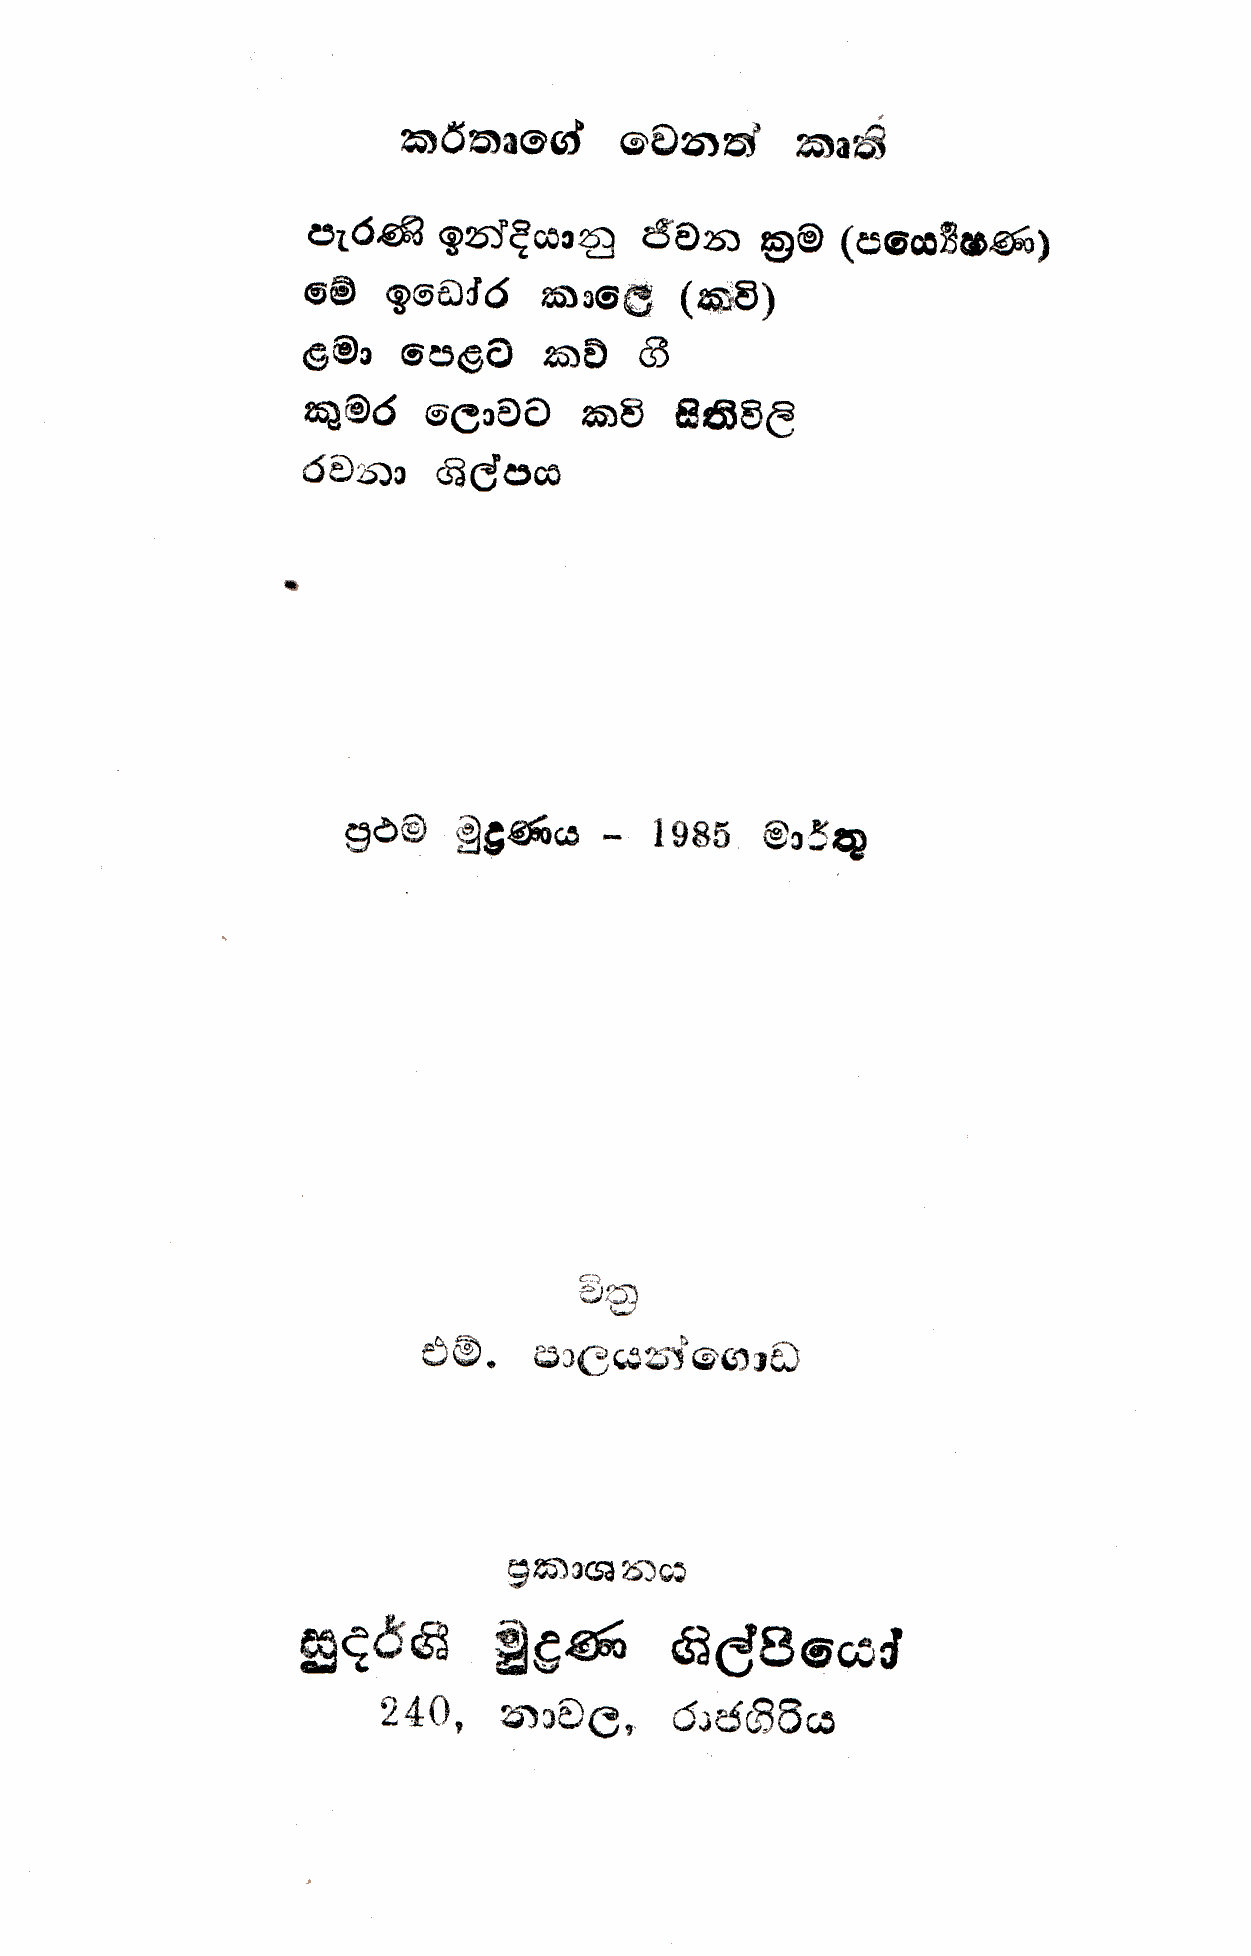 කර්තෘගේ වෙනත් කෘති
පැරණි ඉන්දියානු ජීවන ක්‍රම (පර්‍ය්‍යේෂණ)
මේ ඉඩෝර කාලෙ (කවි)
ළමා පෙළට කව් ගී
කුමර ලොවට කවි සිතිවිලි
රචනා ශිල්පය
ප්‍රථම මුද්‍රණය – 1985 මාර්තු
චිත්‍ර
එම්. පාලයන්ගොඩ
ප්‍රකාශනය
සුදර්ශී මුද්‍රණ ශිල්පියෝ
240, නාවල, රාජගිරිය